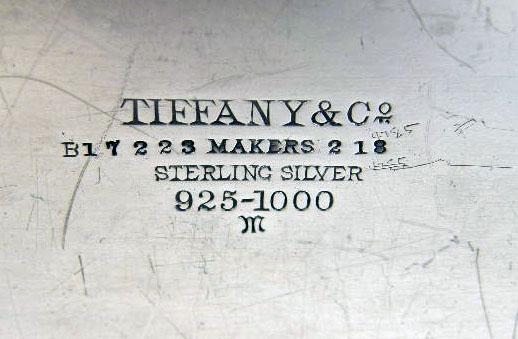 TIFFANY & Co
B17223 MAKERS 218
STERLING SILVER
925-1000
M